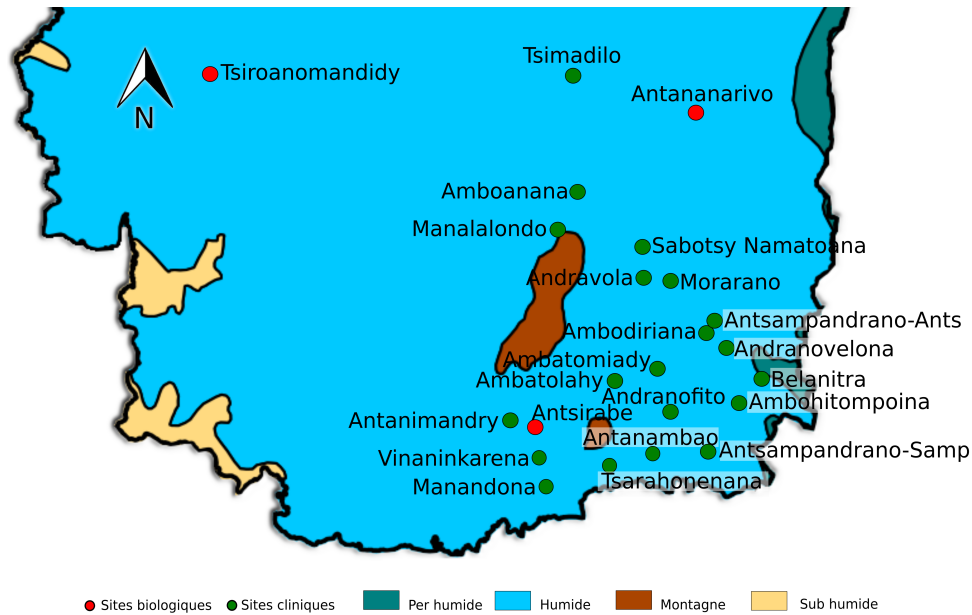 Tsimadilo
Tsiroanomandidy
Antananarivo
N
Amboanana
Manalalondo
Sabotsy Namatoana
Andravola
Morarano
Antsampandrano-Ants
Ambodiriana
Andranovelona
Ambatomiady
Ambatolahy
Belanitra
Andranofito
Ambohitompoina
Antsirabe
Antanimandry
Antanambao
Antsampandrano-Samp
Vinaninkarena
Tsarahonenana
Manandona
Sites biologiques
Sites cliniques
Per humide
Humide
Montagne
Sub humide